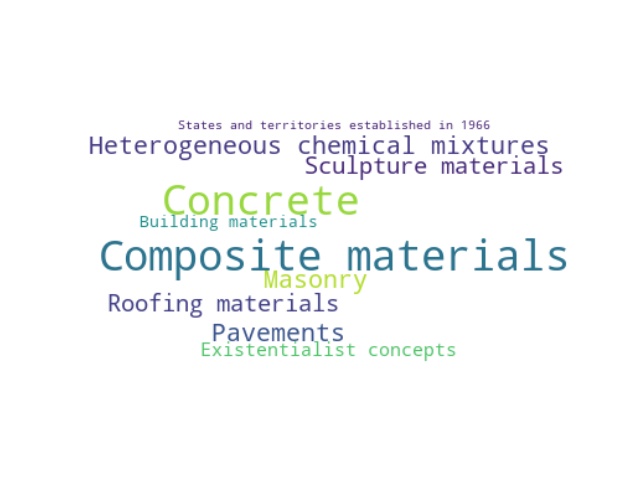 States and territories established in 1966
Heterogeneous chemical mixtures
Sculpture materials
Concrete
Building materials
Composite materials
Masonry
Roofing materials
Pavements
Existentialist concepts